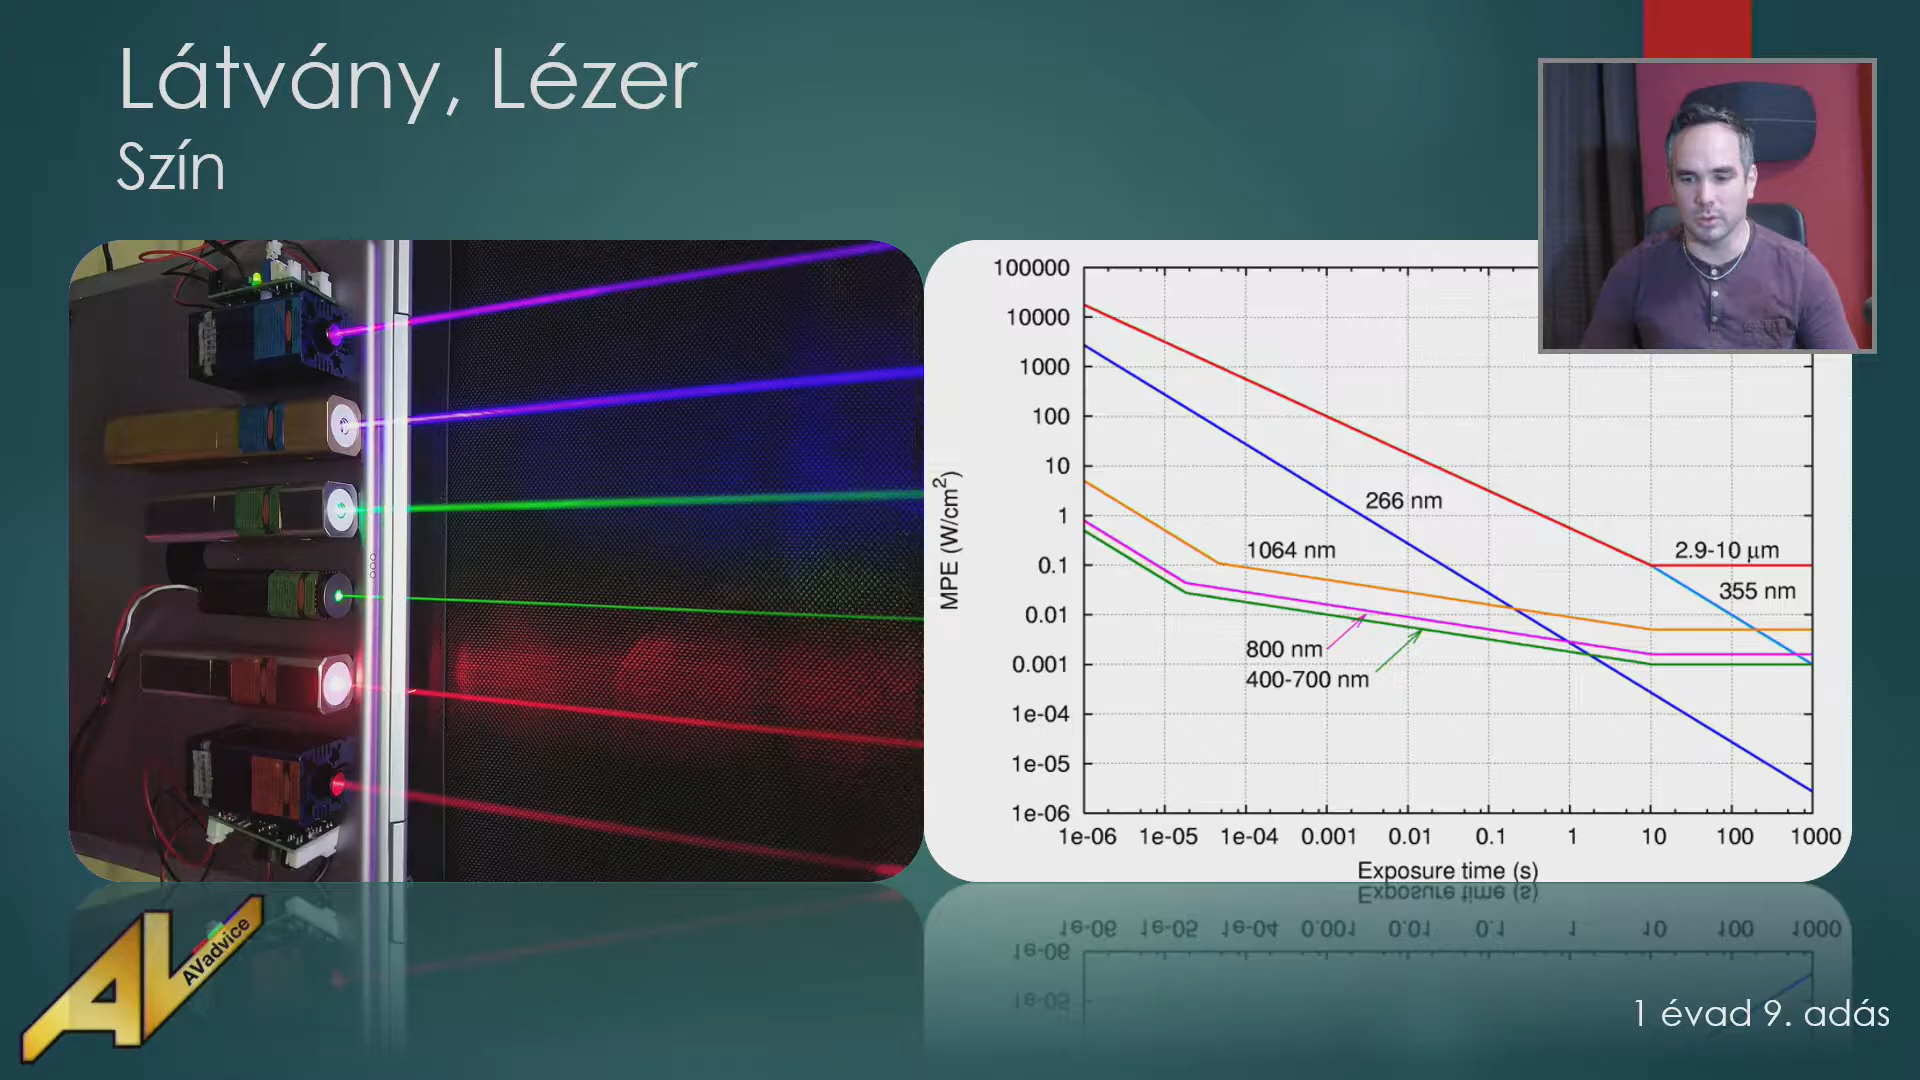 Látvány, Lézer
Szín
100000
10000
1000
100
10
1
0.1
0.01
0.001
1e-04
1e-05
1e-06
MPE (W/cm²)
266 nm
1064 nm
2.9-10 µm
355 nm
800 nm
400-700 nm
1e-06 1e-05 1e-04 0.001 0.01 0.1 1 10 100 1000
Exposure time (s)
AV
AVadvice
1 évad 9. adás